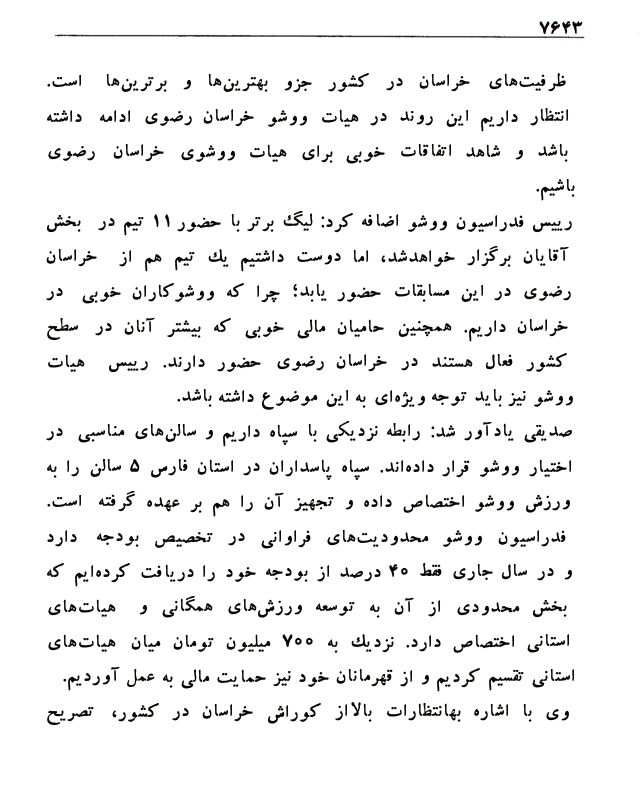 ۷۶۴۳
ظرفیت‌های خراسان در کشور جزو بهترین‌ها و برترین‌ها است.
انتظار داریم این روند در هیات ووشو خراسان رضوی ادامه داشته
باشد و شاهد اتفاقات خوبی برای هیات ووشوی خراسان رضوی
باشیم.
رییس فدراسیون ووشو اضافه کرد: لیگ برتر با حضور ۱۱ تیم در بخش
آقایان برگزار خواهدشد، اما دوست داشتیم یك تیم هم از خراسان
رضوی در این مسابقات حضور یابد؛ چرا که ووشوکاران خوبی در
خراسان داریم. همچنین حامیان مالی خوبی که بیشتر آنان در سطح
کشور فعال هستند در خراسان رضوی حضور دارند. رییس هیات
ووشو نیز باید توجه ویژه‌ای به این موضوع داشته باشد.
صدیقی یادآور شد: رابطه نزدیکی با سپاه داریم و سالن‌های مناسبی در
اختیار ووشو قرار داده‌اند. سپاه پاسداران در استان فارس ۵ سالن را به
ورزش ووشو اختصاص داده و تجهیز آن را هم بر عهده گرفته است.
فدراسیون ووشو محدودیت‌های فراوانی در تخصیص بودجه دارد
و در سال جاری فقط ۴۰ درصد از بودجه خود را دریافت کرده‌ایم که
بخش محدودی از آن به توسعه ورزش‌های همگانی و هیات‌های
استانی اختصاص دارد. نزدیك به ۷۰۰ میلیون تومان میان هیات‌های
استانی تقسیم کردیم و از قهرمانان خود نیز حمایت مالی به عمل آوردیم.
وی با اشاره بهانتظارات بالااز کوراش خراسان در کشور، تصریح